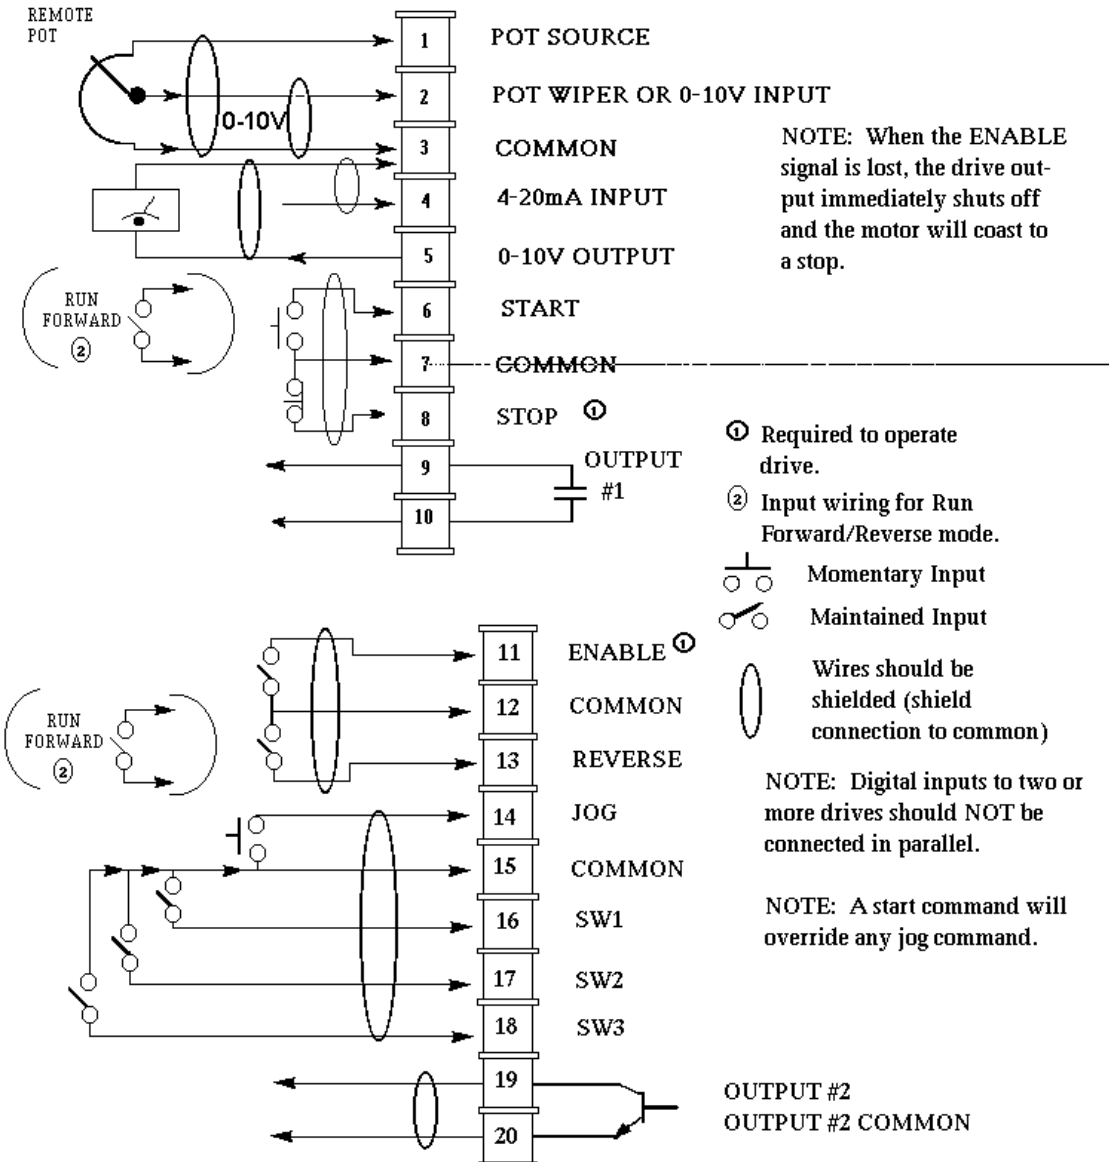 REMOTE
POT
1 POT SOURCE
2 POT WIPER OR 0-10V INPUT
0-10V
3 COMMON
4 4-20mA INPUT
5 0-10V OUTPUT
NOTE: When the ENABLE
signal is lost, the drive out-
put immediately shuts off
and the motor will coast to
a stop.
RUN
FORWARD
2
6 START
7 COMMON
8 STOP 1
9 OUTPUT
#1
10
1 Required to operate
drive.
2 Input wiring for Run
Forward/Reverse mode.
Momentary Input
Maintained Input
Wires should be
shielded (shield
connection to common)
NOTE: Digital inputs to two or
more drives should NOT be
connected in parallel.
NOTE: A start command will
override any jog command.
11 ENABLE 1
12 COMMON
RUN
FORWARD
2
13 REVERSE
14 JOG
15 COMMON
16 SW1
17 SW2
18 SW3
19 OUTPUT #2
20 OUTPUT #2 COMMON